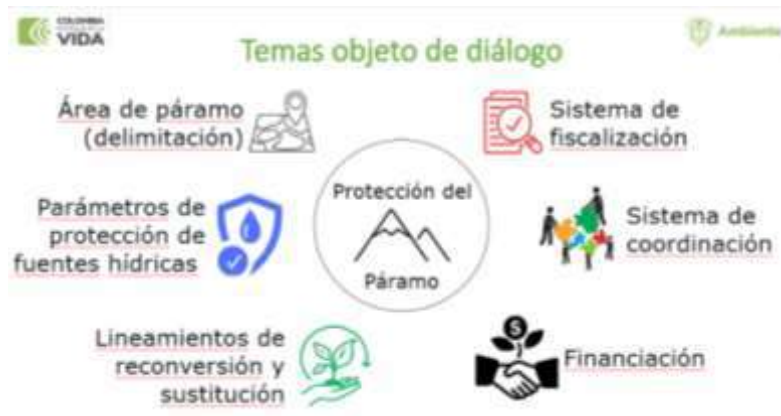 COLOMBIA
VIDA
Ambiente
Temas objeto de diálogo
Área de páramo
(delimitación)
Parámetros de
protección de
fuentes hídricas
Lineamientos de
reconversión y
sustitución
Protección del
Páramo
Sistema de
fiscalización
Sistema de
coordinación
$
Financiación